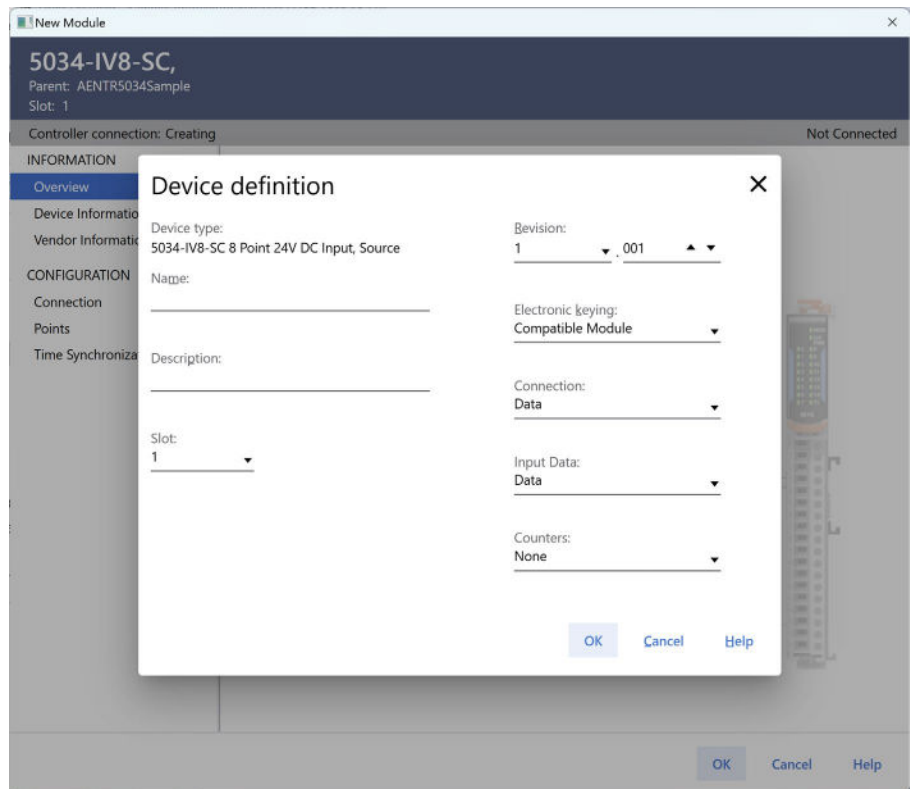 New Module
5034-IV8-SC,
Parent: AENTR5034Sample
Slot: 1
Controller connection: Creating
Not Connected
INFORMATION
Overview
Device Informatio
Vendor Informatic
CONFIGURATION
Connection
Points
Time Synchroniza
Device definition
Device type:
5034-IV8-SC 8 Point 24V DC Input, Source
Name:
Description:
Slot:
1
Revision:
1 . 001
Electronic keying:
Compatible Module
Connection:
Data
Input Data:
Data
Counters:
None
OK Cancel Help
OK Cancel Help